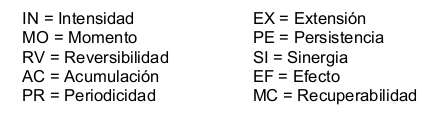 IN = Intensidad
MO = Momento
RV = Reversibilidad
AC = Acumulación
PR = Periodicidad
EX = Extensión
PE = Persistencia
SI = Sinergia
EF = Efecto
MC = Recuperabilidad